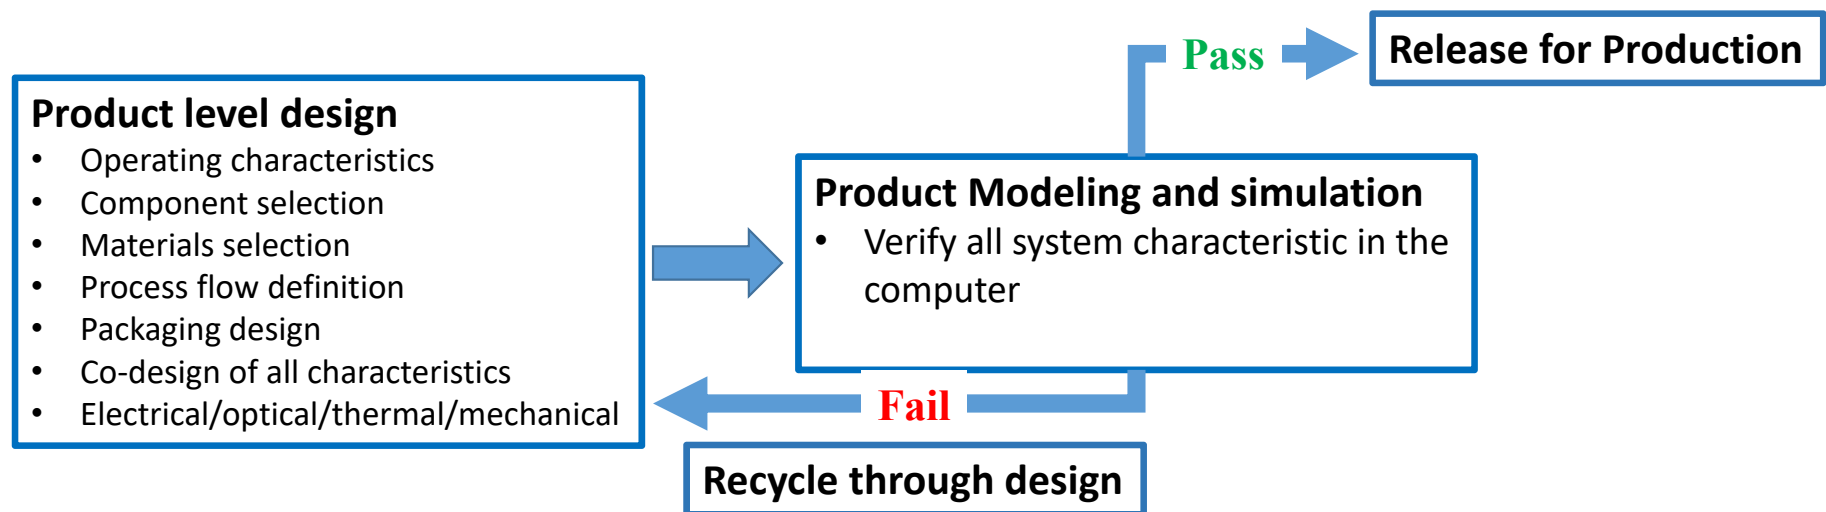 Product level design
• Operating characteristics
• Component selection
• Materials selection
• Process flow definition
• Packaging design
• Co-design of all characteristics
• Electrical/optical/thermal/mechanical
Product Modeling and simulation
• Verify all system characteristic in the
computer
Pass
Release for Production
Fail
Recycle through design